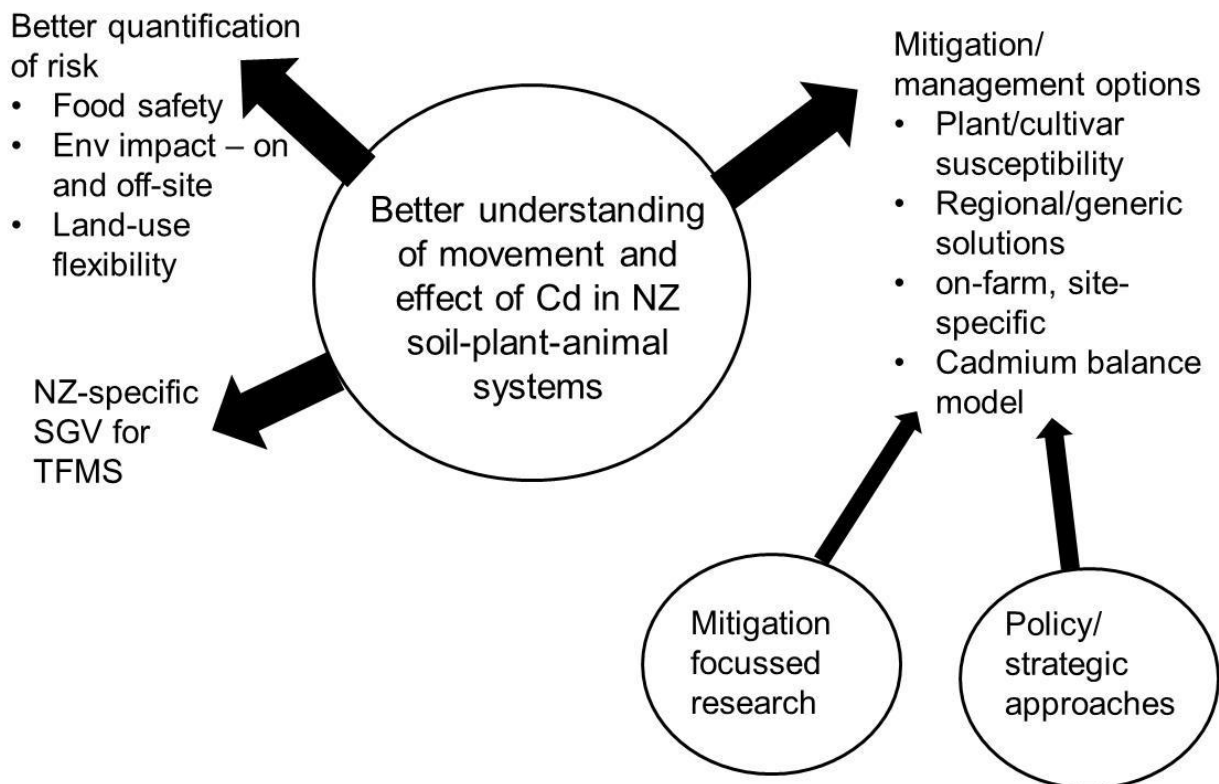 Better quantification
of risk
• Food safety
• Env impact – on
and off-site
• Land-use
flexibility
NZ-specific
SGV for
TFMS
Better understanding
of movement and
effect of Cd in NZ
soil-plant-animal
systems
Mitigation/
management options
• Plant/cultivar
susceptibility
• Regional/generic
solutions
• on-farm, site-
specific
• Cadmium balance
model
Mitigation
focussed
research
Policy/
strategic
approaches